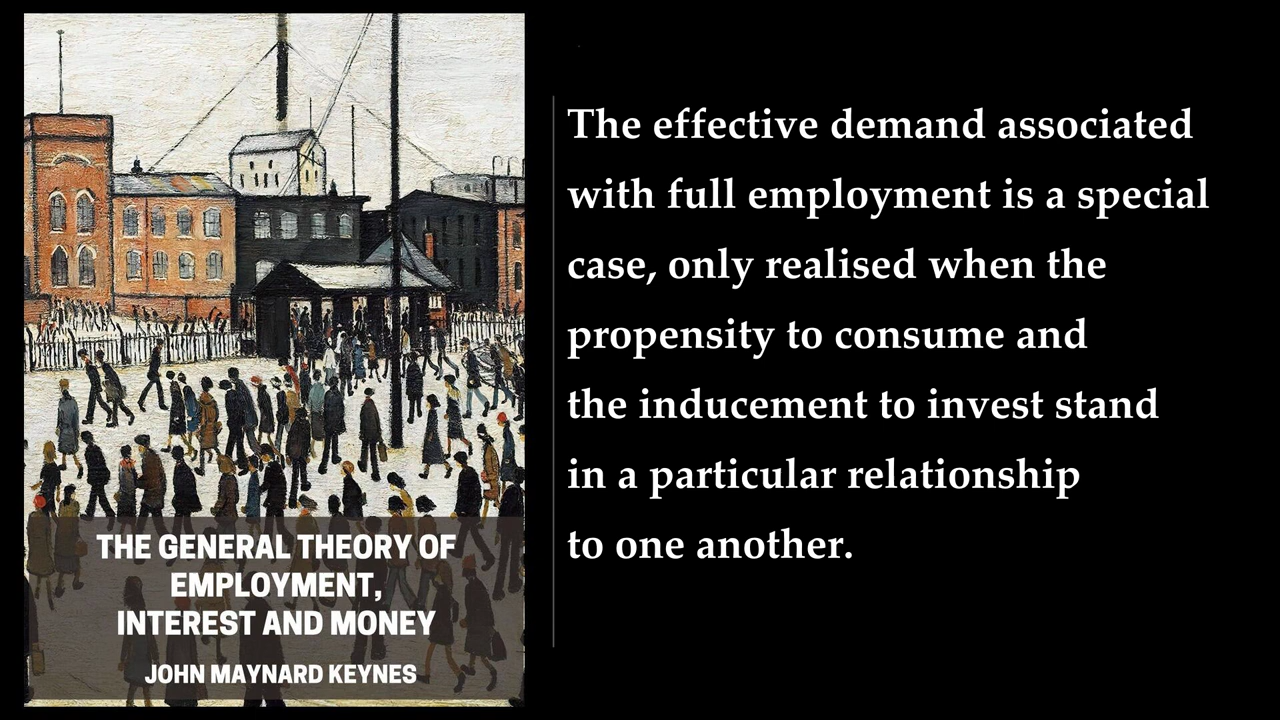 THE GENERAL THEORY OF
EMPLOYMENT,
INTEREST AND MONEY
JOHN MAYNARD KEYNES
The effective demand associated
with full employment is a special
case, only realised when the
propensity to consume and
the inducement to invest stand
in a particular relationship
to one another.